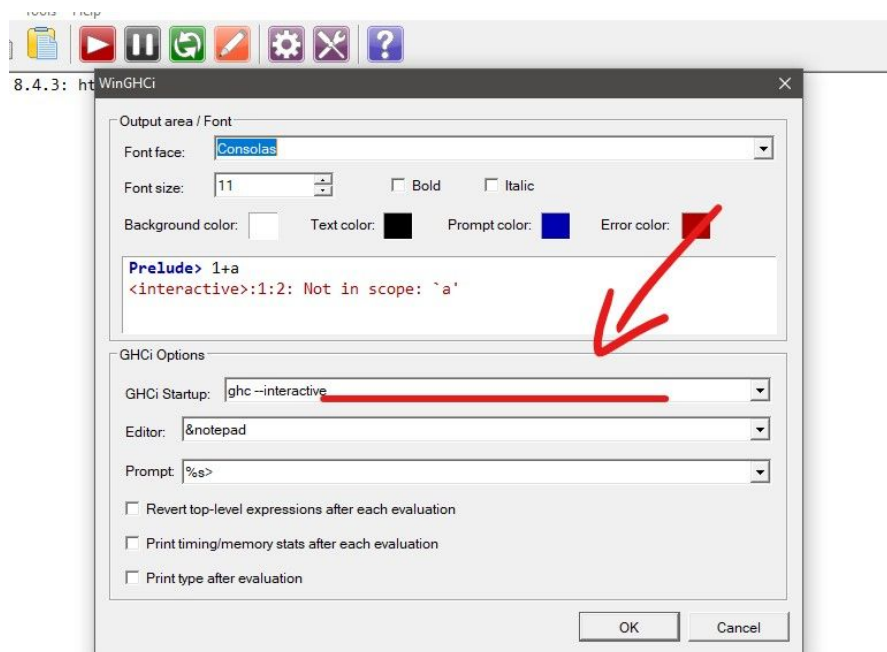 Tools Help
8.4.3: ht
WinGHCi
Output area / Font
Font face: Consolas
Font size: 11 Bold Italic
Background color: Text color: Prompt color: Error color:
Prelude> 1+a
<interactive>:1:2: Not in scope: `a'
GHCi Options
GHCi Startup: ghc --interactive
Editor: &notepad
Prompt: %s>
Revert top-level expressions after each evaluation
Print timing/memory stats after each evaluation
Print type after evaluation
OK Cancel